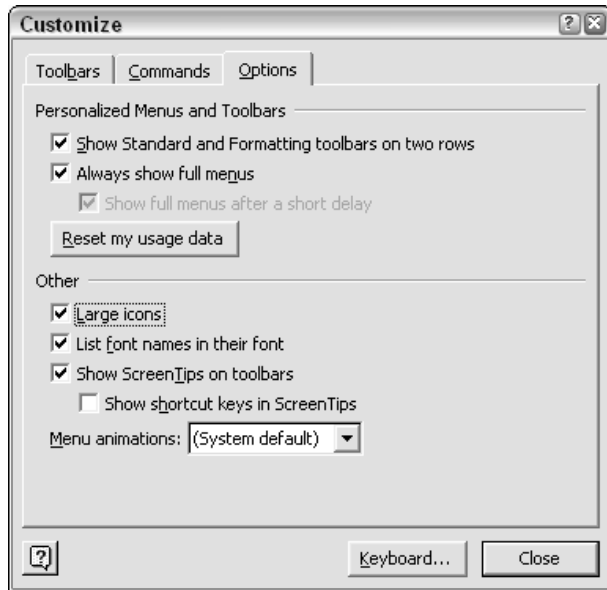 Customize
Toolbars Commands Options
Personalized Menus and Toolbars
Show Standard and Formatting toolbars on two rows
Always show full menus
Show full menus after a short delay
Reset my usage data
Other
Large icons
List font names in their font
Show ScreenTips on toolbars
Show shortcut keys in ScreenTips
Menu animations: (System default)
Keyboard... Close